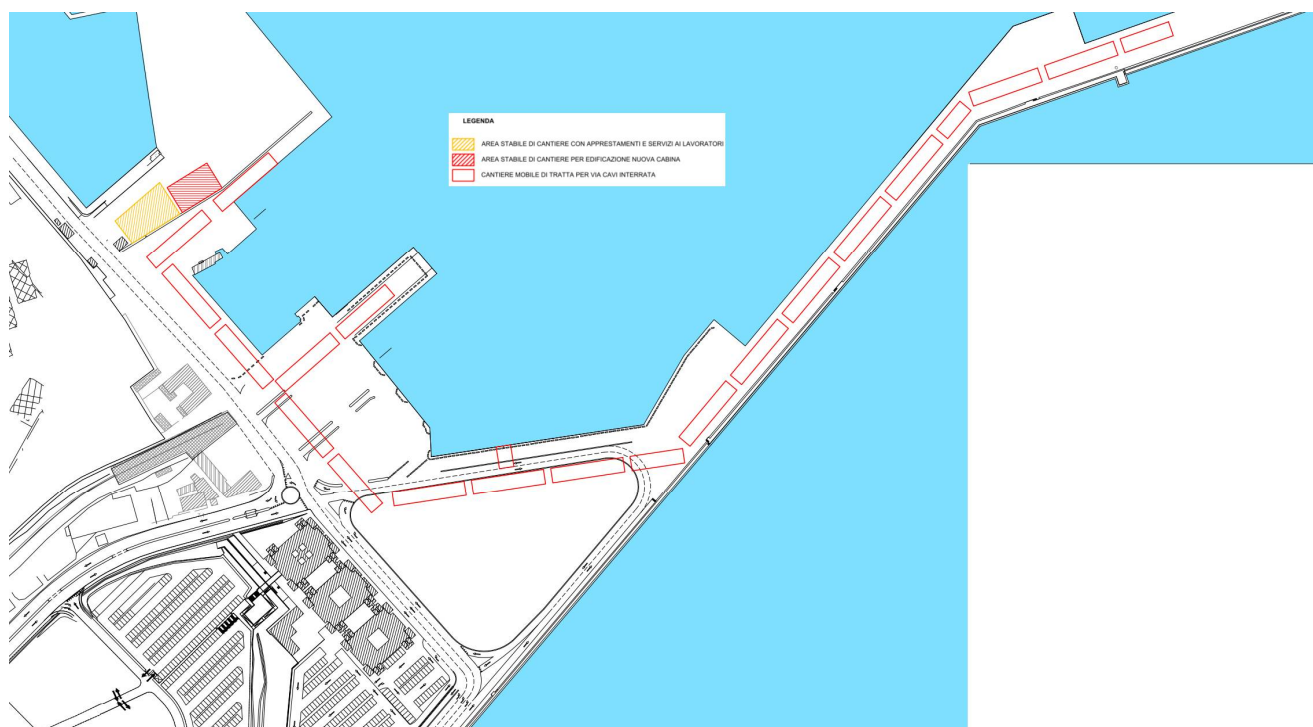 LEGENDA
AREA STABILE DI CANTIERE CON APPRESTAMENTI E SERVIZI AI LAVORATORI
AREA STABILE DI CANTIERE PER EDIFICAZIONE NUOVA CABINA
CANTIERE MOBILE DI TRATTA PER VIA CAVI INTERRATA